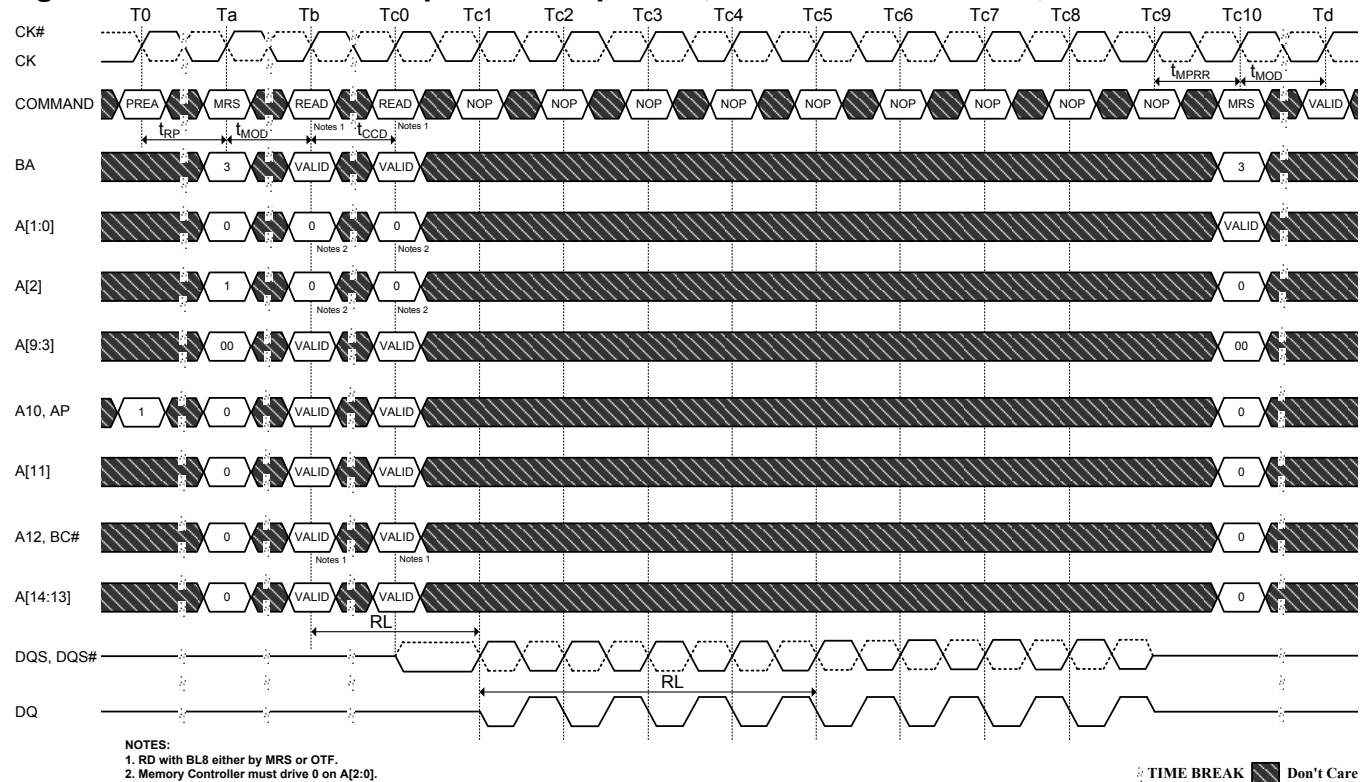 T0 Ta Tb Tc0 Tc1 Tc2 Tc3 Tc4 Tc5 Tc6 Tc7 Tc8 Tc9 Tc10 Td
CK#
CK
tMPRR tMOD
COMMAND PREA MRS READ READ NOP NOP NOP NOP NOP NOP NOP NOP NOP MRS VALID
tRP tMOD Notes 1 tCCD Notes 1
BA 3 VALID VALID 3
A[1:0] 0 0 0 VALID
Notes 2 Notes 2
A[2] 1 0 0 0
Notes 2 Notes 2
A[9:3] 00 VALID VALID 00
A10, AP 1 0 VALID VALID 0
A[11] 0 VALID VALID 0
A12, BC# 0 VALID VALID 0
Notes 1 Notes 1
A[14:13] 0 VALID VALID 0
RL
DQS, DQS#
RL
DQ
NOTES:
1. RD with BL8 either by MRS or OTF.
2. Memory Controller must drive 0 on A[2:0].
TIME BREAK Don't Care